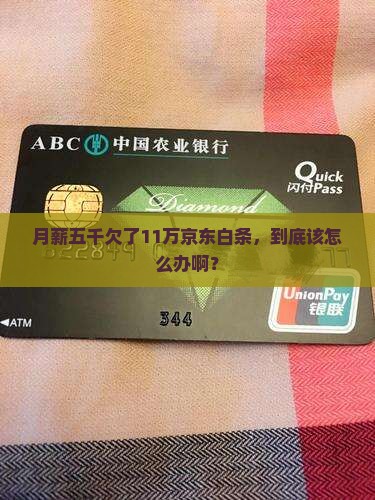 ABC 中国农业银行
Quick
闪付Pass
Diamond
月薪五千欠了11万京东白条，到底该怎
么办啊？
UnionPay
银联
ATM
344